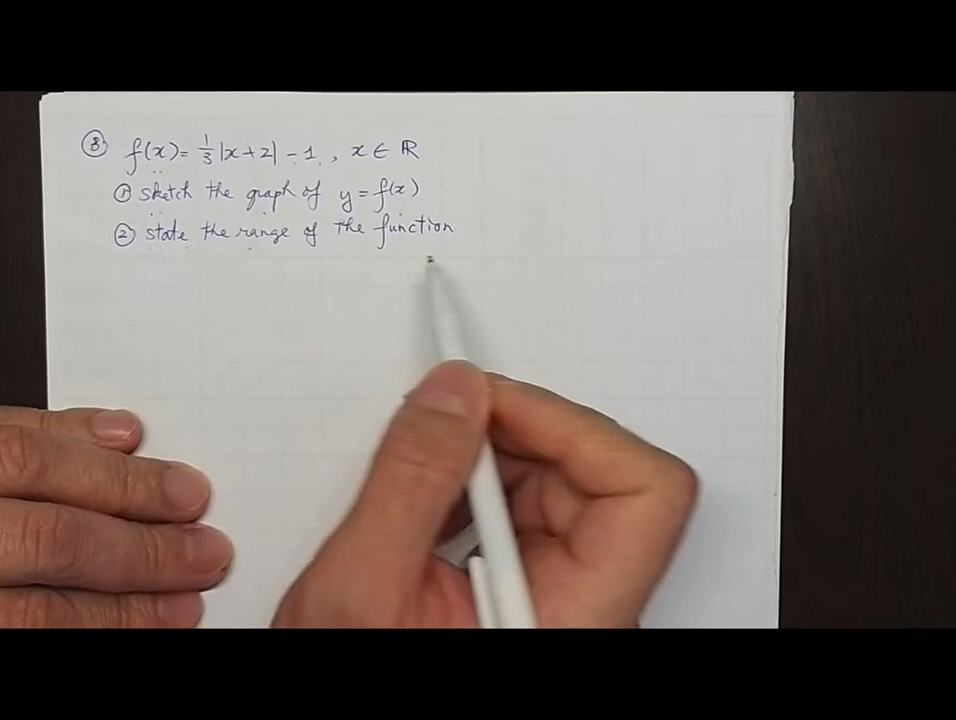 ⑧ f(x) = 1/3 |x+2| - 1 , x ∈ ℝ
① sketch the graph of y = f(x)
② state the range of the function